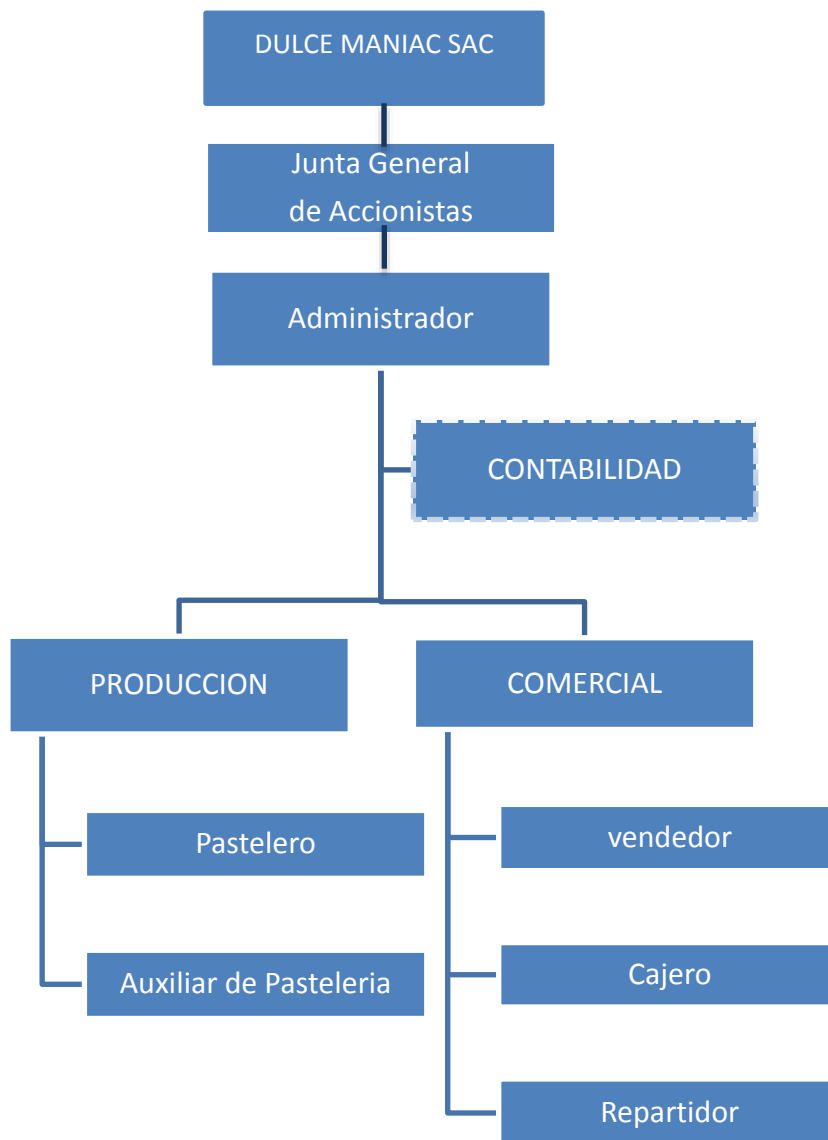 DULCE MANIAC SAC
Junta General
de Accionistas
Administrador
CONTABILIDAD
PRODUCCION
COMERCIAL
Pastelero
vendedor
Auxiliar de Pasteleria
Cajero
Repartidor